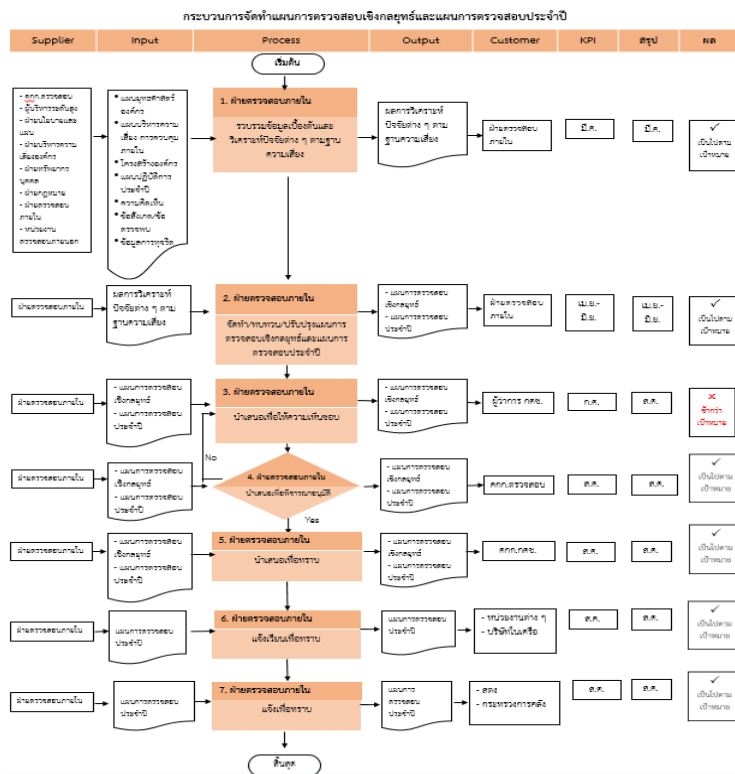 กระบวนการจัดทำแผนการตรวจสอบเชิงกลยุทธ์และแผนการตรวจสอบประจำปี
Supplier
Input
Process
Output
Customer
KPI
สรุป
ผล
เริ่มต้น
- คกก.ตรวจสอบ
- ผู้บริหารระดับสูง
- ฝ่ายนโยบายและ
แผน
- ฝ่ายบริหารความ
เสี่ยงองค์กร
- ฝ่ายทรัพยากร
บุคคล
- ฝ่ายกฎหมาย
- ฝ่ายตรวจสอบ
ภายใน
- หน่วยงาน
ตรวจสอบภายนอก
• แผนยุทธศาสตร์
องค์กร
• แผนบริหารความ
เสี่ยง การควบคุม
ภายใน
• โครงสร้างองค์กร
• แผนปฏิบัติการ
ประจำปี
• ความคิดเห็น
• ข้อสังเกต/ข้อ
ตรวจพบ
• ข้อมูลการทุจริต
1. ฝ่ายตรวจสอบภายใน
รวบรวมข้อมูลเบื้องต้นและ
วิเคราะห์ปัจจัยต่าง ๆ ตามฐาน
ความเสี่ยง
ผลการวิเคราะห์
ปัจจัยต่าง ๆ ตาม
ฐานความเสี่ยง
ฝ่ายตรวจสอบ
ภายใน
มี.ค.
มี.ค.
✓
เป็นไปตาม
เป้าหมาย
ฝ่ายตรวจสอบภายใน
ผลการวิเคราะห์
ปัจจัยต่าง ๆ ตาม
ฐานความเสี่ยง
2. ฝ่ายตรวจสอบภายใน
จัดทำ/ทบทวน/ปรับปรุงแผนการ
ตรวจสอบเชิงกลยุทธ์และแผนการ
ตรวจสอบประจำปี
- แผนการตรวจสอบ
เชิงกลยุทธ์
- แผนการตรวจสอบ
ประจำปี
ฝ่ายตรวจสอบ
ภายใน
เม.ย.-
มิ.ย.
เม.ย.-
มิ.ย.
✓
เป็นไปตาม
เป้าหมาย
ฝ่ายตรวจสอบภายใน
- แผนการตรวจสอบ
เชิงกลยุทธ์
- แผนการตรวจสอบ
ประจำปี
3. ฝ่ายตรวจสอบภายใน
นำเสนอเพื่อให้ความเห็นชอบ
- แผนการตรวจสอบ
เชิงกลยุทธ์
- แผนการตรวจสอบ
ประจำปี
ผู้ว่าการ กคช.
ก.ค.
ส.ค.
✗
ช้ากว่า
เป้าหมาย
No
ฝ่ายตรวจสอบภายใน
- แผนการตรวจสอบ
เชิงกลยุทธ์
- แผนการตรวจสอบ
ประจำปี
4. ฝ่ายตรวจสอบภายใน
นำเสนอเพื่อพิจารณาอนุมัติ
- แผนการตรวจสอบ
เชิงกลยุทธ์
- แผนการตรวจสอบ
ประจำปี
คกก.ตรวจสอบ
ส.ค.
ส.ค.
✓
เป็นไปตาม
เป้าหมาย
Yes
ฝ่ายตรวจสอบภายใน
- แผนการตรวจสอบ
เชิงกลยุทธ์
- แผนการตรวจสอบ
ประจำปี
5. ฝ่ายตรวจสอบภายใน
นำเสนอเพื่อทราบ
- แผนการตรวจสอบ
เชิงกลยุทธ์
- แผนการตรวจสอบ
ประจำปี
คกก.กคช.
ส.ค.
ส.ค.
✓
เป็นไปตาม
เป้าหมาย
ฝ่ายตรวจสอบภายใน
แผนการตรวจสอบ
ประจำปี
6. ฝ่ายตรวจสอบภายใน
แจ้งเวียนเพื่อทราบ
แผนการตรวจสอบ
ประจำปี
- หน่วยงานต่าง ๆ
- บริษัทในเครือ
ส.ค.
ส.ค.
✓
เป็นไปตาม
เป้าหมาย
ฝ่ายตรวจสอบภายใน
แผนการตรวจสอบ
ประจำปี
7. ฝ่ายตรวจสอบภายใน
แจ้งเพื่อทราบ
แผนการ
ตรวจสอบ
ประจำปี
- สตง
- กระทรวงการคลัง
ส.ค.
ส.ค.
✓
เป็นไปตาม
เป้าหมาย
สิ้นสุด